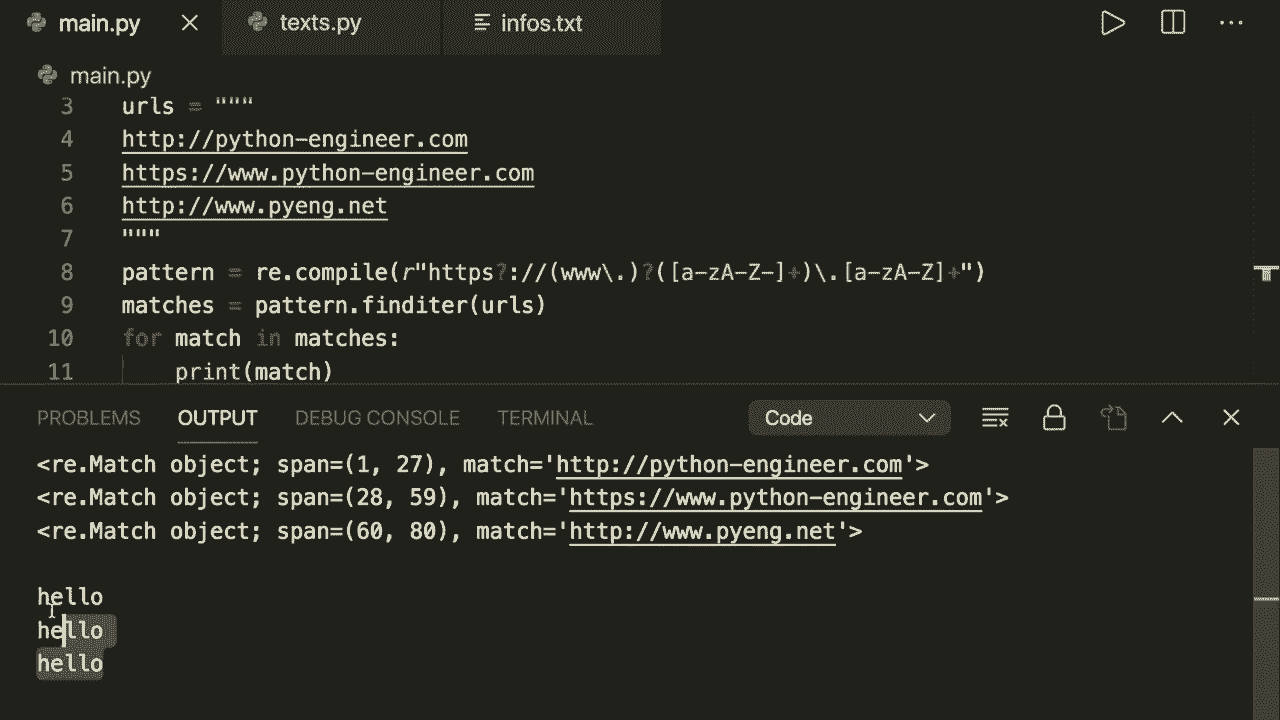 main.py
texts.py
infos.txt
main.py
3 urls = """
4 http://python-engineer.com
5 https://www.python-engineer.com
6 http://www.pyeng.net
7 """
8 pattern = re.compile(r"https?://(www\.)?([a-zA-Z-]+)\.[a-zA-Z]+")
9 matches = pattern.finditer(urls)
10 for match in matches:
11 print(match)
PROBLEMS OUTPUT DEBUG CONSOLE TERMINAL Code
<re.Match object; span=(1, 27), match='http://python-engineer.com'>
<re.Match object; span=(28, 59), match='https://www.python-engineer.com'>
<re.Match object; span=(60, 80), match='http://www.pyeng.net'>
hello
hello
hello